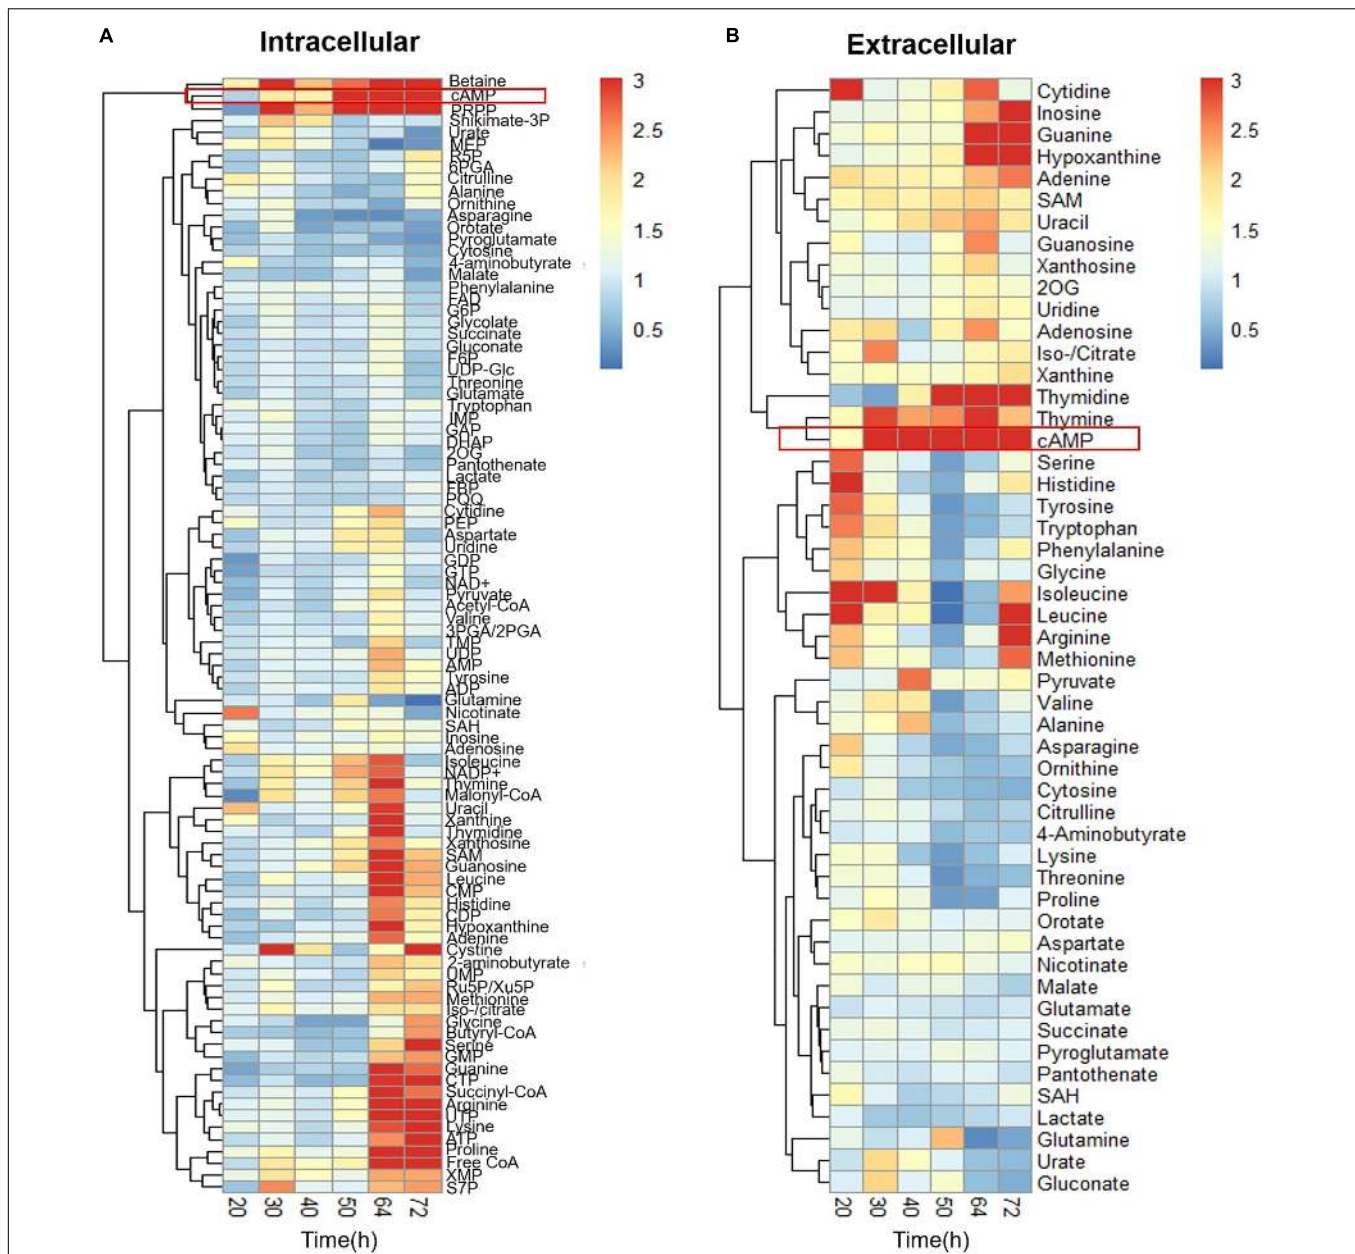 A
Intracellular
Betaine
cAMP
PRPP
Shikimate-3P
Urate
MEP
R5P
6PGA
Citrulline
Alanine
Ornithine
Asparagine
Orotate
Pyroglutamate
Cytosine
4-aminobutyrate
Malate
Phenylalanine
FAD
G6P
Glycolate
Succinate
Gluconate
F6P
UDP-Glc
Threonine
Glutamate
Tryptophan
IMP
GAP
DHAP
2OG
Pantothenate
Lactate
FBP
PQQ
Cytidine
PEP
Aspartate
Uridine
GDP
GTP
NAD+
Pyruvate
Acetyl-CoA
Valine
3PGA/2PGA
TMP
UDP
AMP
Tyrosine
ADP
Glutamine
Nicotinate
SAH
Inosine
Adenosine
Isoleucine
NADP+
Thymine
Malonyl-CoA
Uracil
Xanthine
Thymidine
Xanthosine
SAM
Guanosine
Leucine
CMP
Histidine
CDP
Hypoxanthine
Adenine
Cystine
2-aminobutyrate
UMP
Ru5P/Xu5P
Methionine
Iso-/citrate
Glycine
Butyryl-CoA
Serine
GMP
Guanine
CTP
Succinyl-CoA
Arginine
UTP
Lysine
ATP
Proline
Free CoA
XMP
S7P
20 30 40 50 64 72
Time(h)
3
2.5
2
1.5
1
0.5
B
Extracellular
Cytidine
Inosine
Guanine
Hypoxanthine
Adenine
SAM
Uracil
Guanosine
Xanthosine
2OG
Uridine
Adenosine
Iso-/Citrate
Xanthine
Thymidine
Thymine
cAMP
Serine
Histidine
Tyrosine
Tryptophan
Phenylalanine
Glycine
Isoleucine
Leucine
Arginine
Methionine
Pyruvate
Valine
Alanine
Asparagine
Ornithine
Cytosine
Citrulline
4-Aminobutyrate
Lysine
Threonine
Proline
Orotate
Aspartate
Nicotinate
Malate
Glutamate
Succinate
Pyroglutamate
Pantothenate
SAH
Lactate
Glutamine
Urate
Gluconate
20 30 40 50 64 72
Time(h)
3
2.5
2
1.5
1
0.5